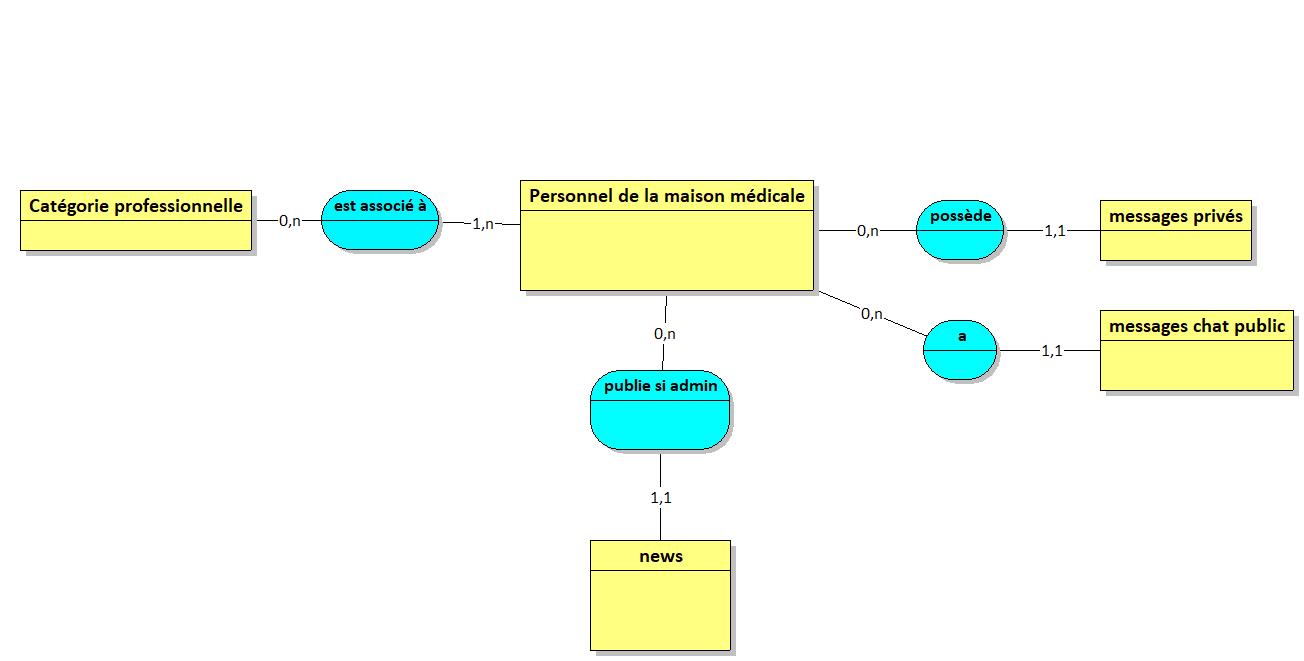 Personnel de la maison médicale
Catégorie professionnelle
0,n
est associé à
1,n
0,n
possède
1,1
messages privés
0,n
a
1,1
messages chat public
0,n
publie si admin
1,1
news